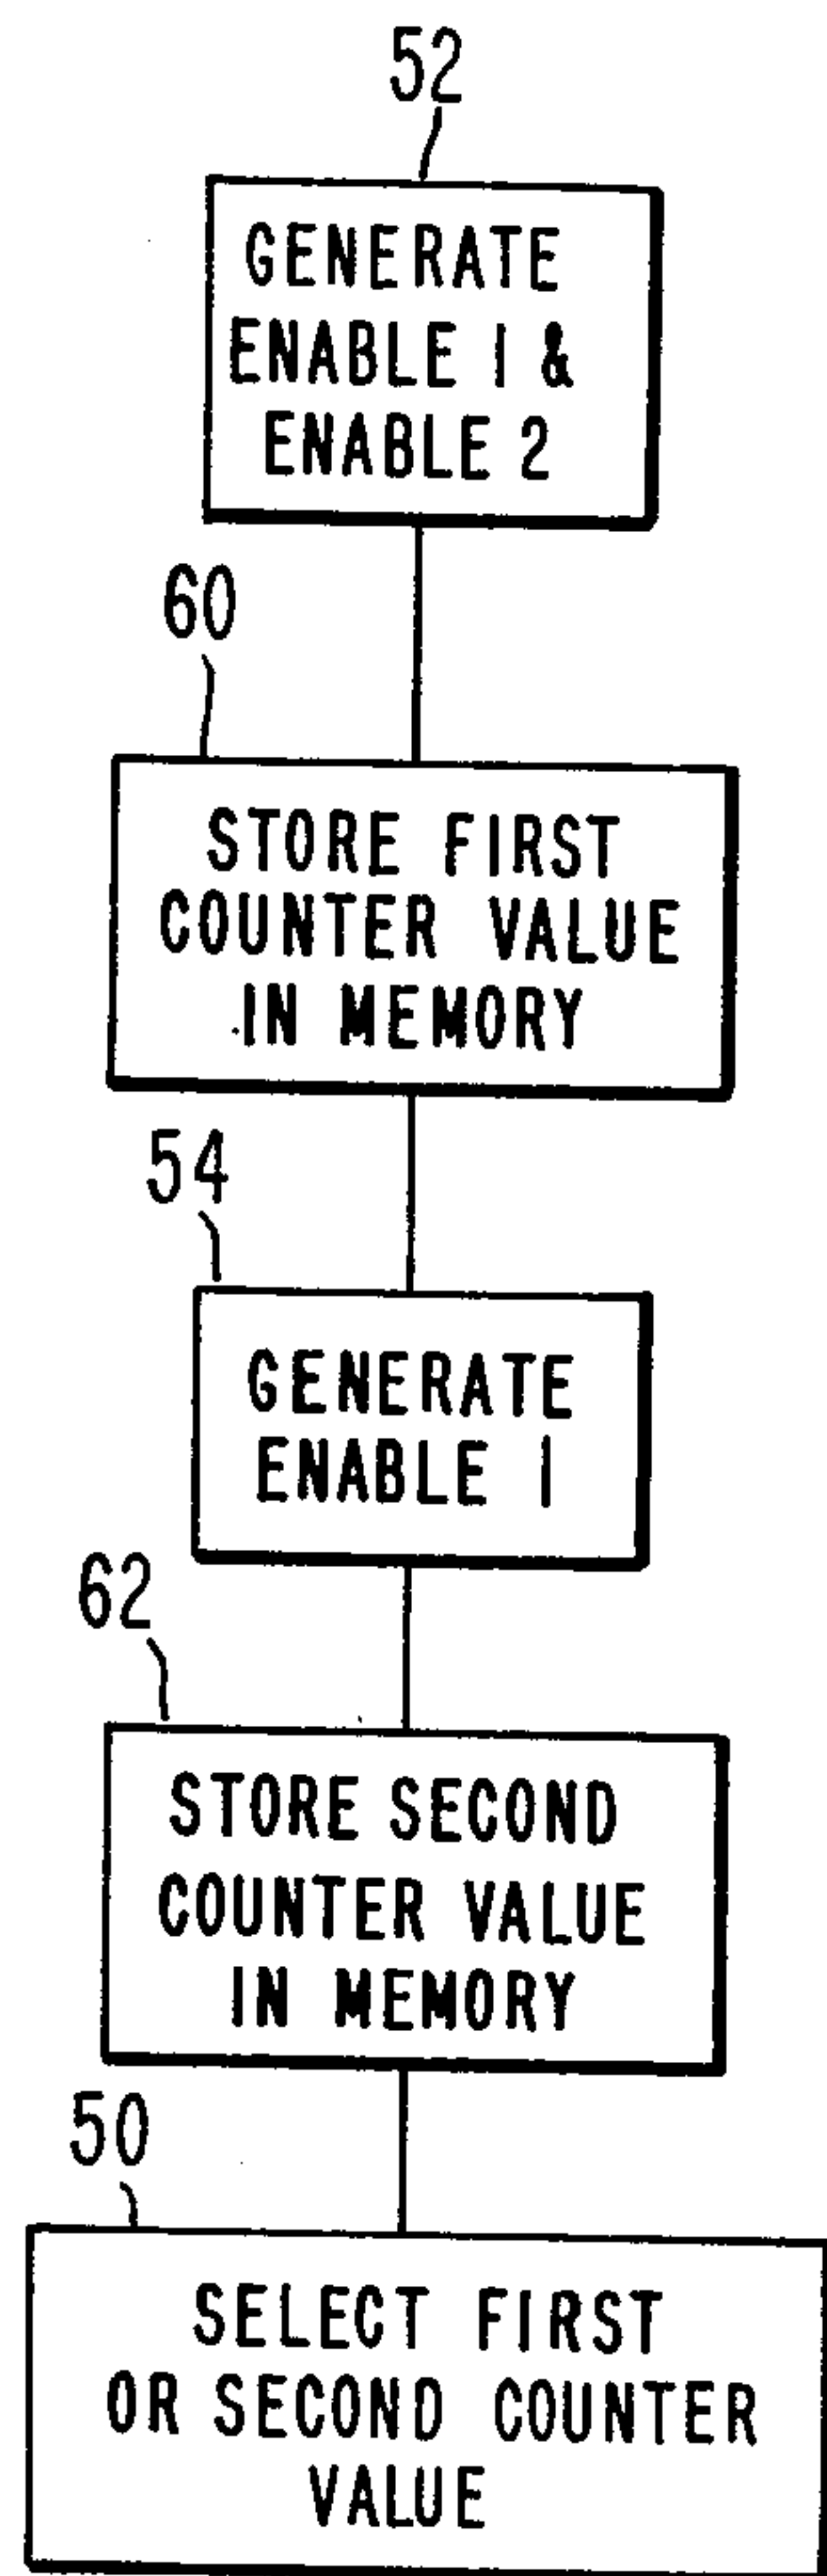 52
GENERATE
ENABLE 1 &
ENABLE 2
60
STORE FIRST
COUNTER VALUE
IN MEMORY
54
GENERATE
ENABLE 1
62
STORE SECOND
COUNTER VALUE
IN MEMORY
50
SELECT FIRST
OR SECOND COUNTER
VALUE